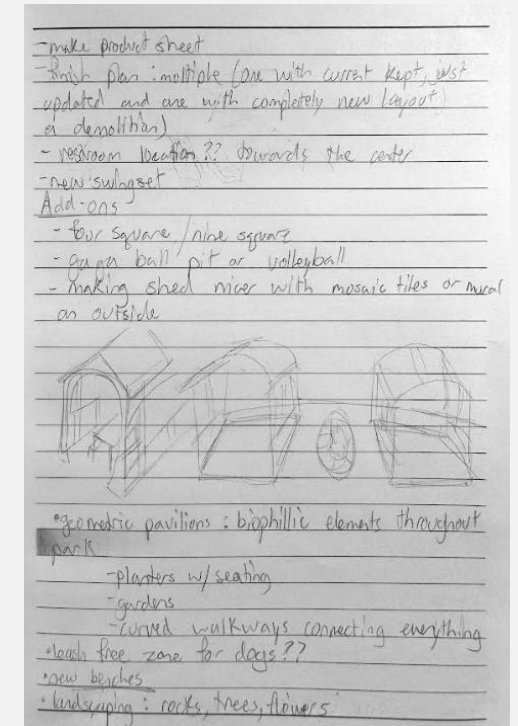 -make product sheet
-finish plan : multiple (one with current kept, just
updated and one with completely new layout
a demolition)
- restroom location?? towards the center
-new swingset
Add-ons
- four square / nine square
- gaga ball pit or volleyball
- making shed nicer with mosaic tiles or mural
on outside
•geometric pavilions : biophillic elements throughout
park
-planters w/ seating
-gardens
-curved walkways connecting everything
•leash free zone for dogs??
•new benches
•landscaping : rocks, trees, flowers